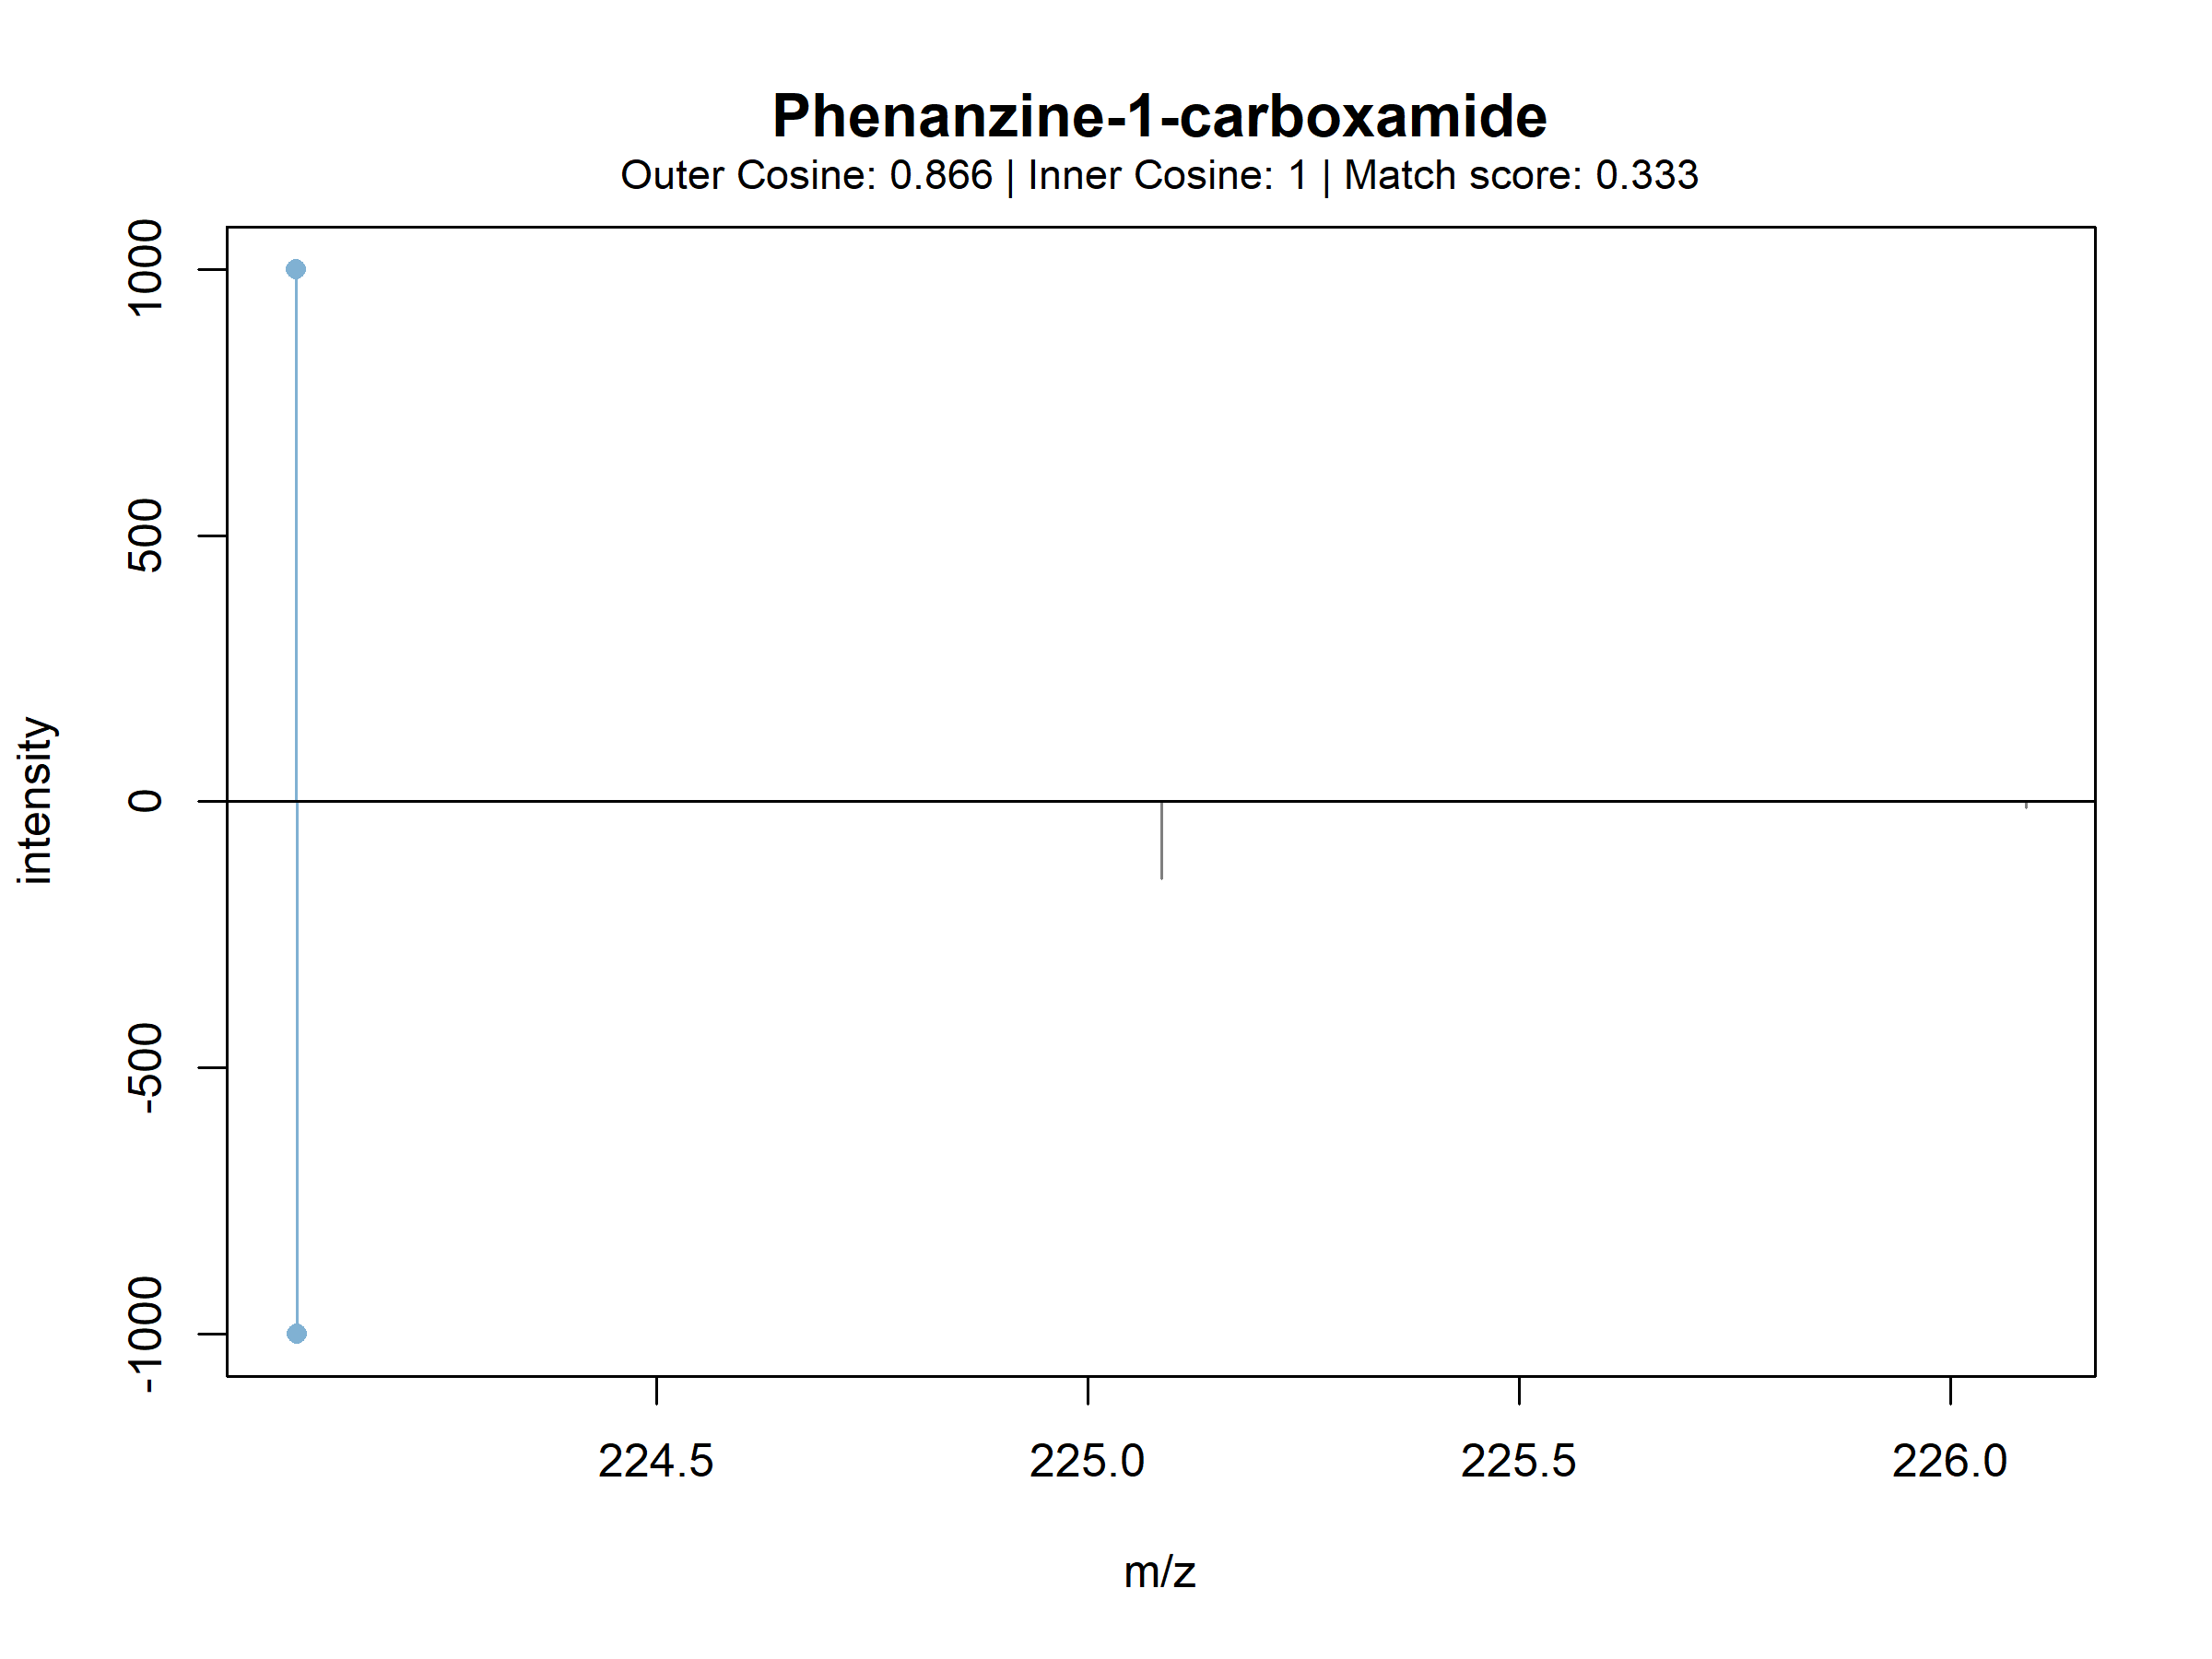 Phenanzine-1-carboxamide
Outer Cosine: 0.866 | Inner Cosine: 1 | Match score: 0.333
1000
500
0
-500
-1000
intensity
224.5 225.0 225.5 226.0
m/z